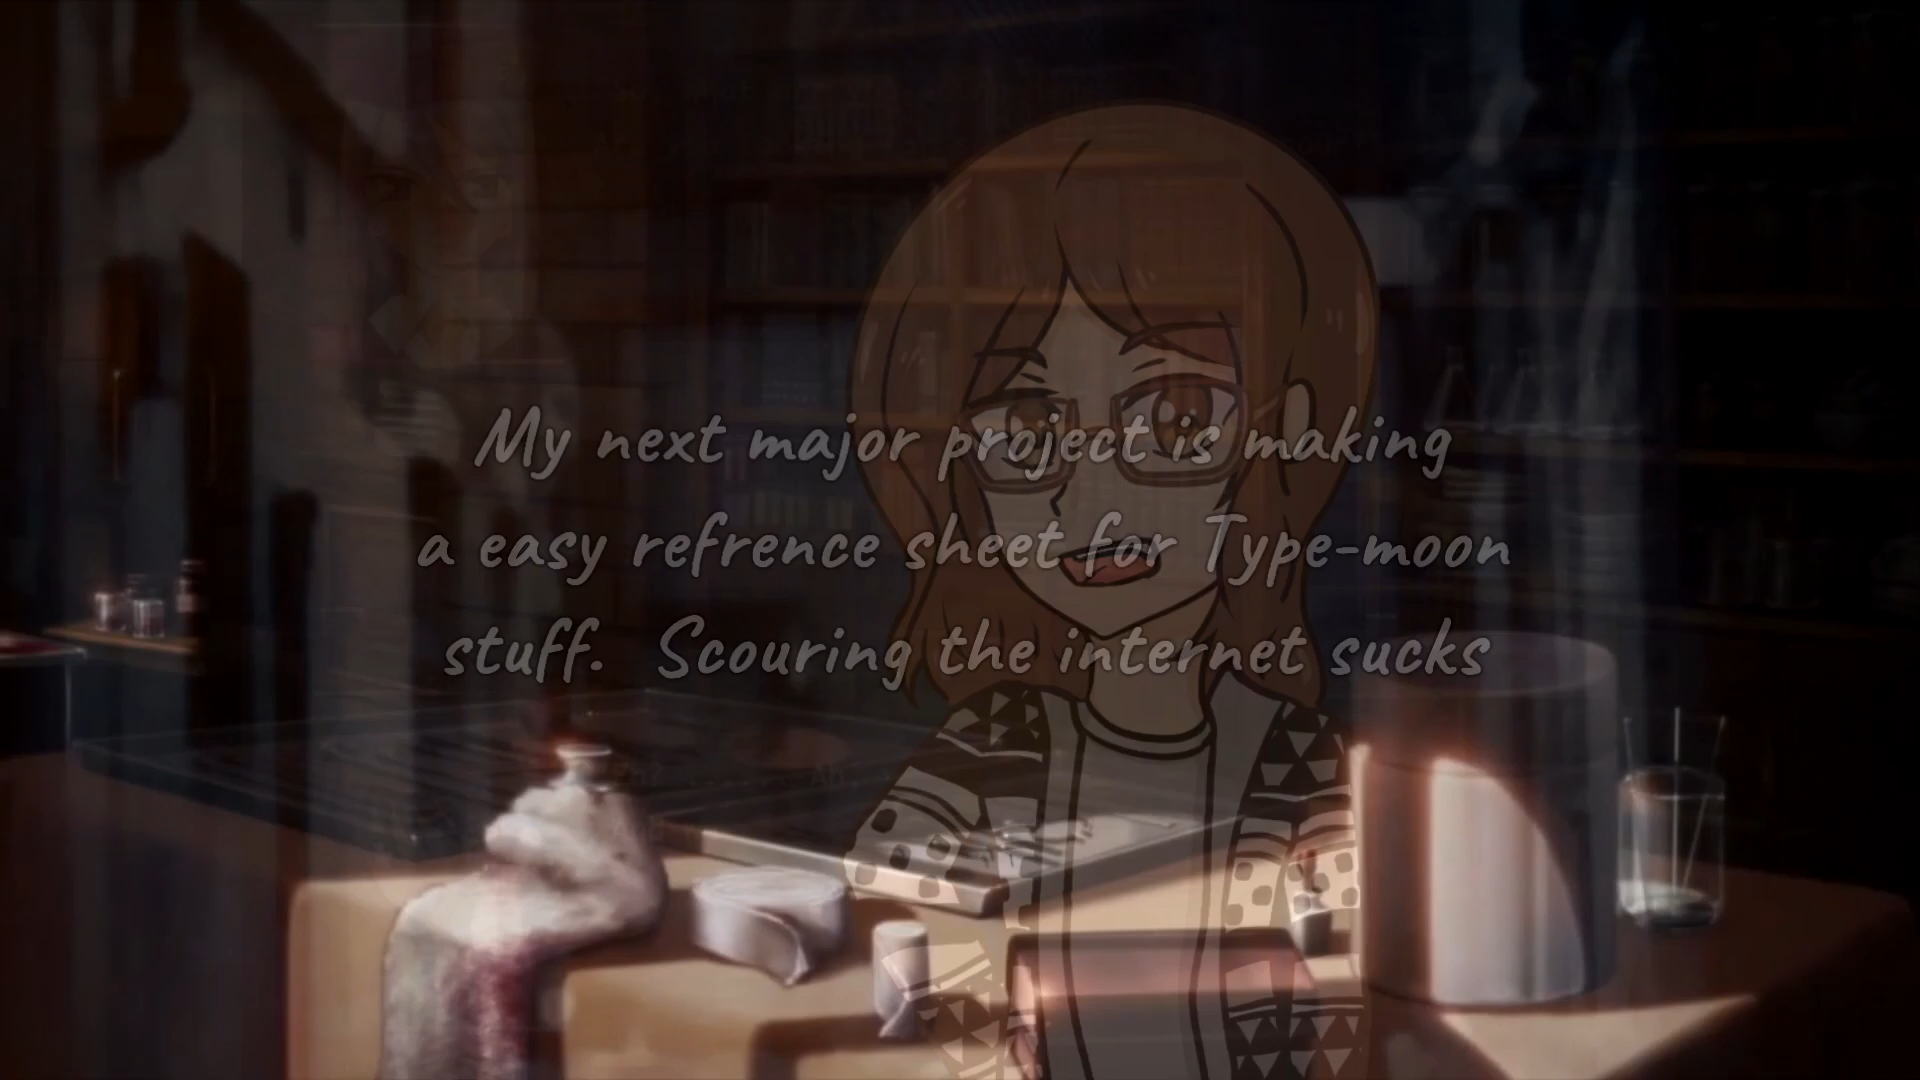 My next major project is making
a easy refrence sheet for Type-moon
stuff. Scouring the internet sucks